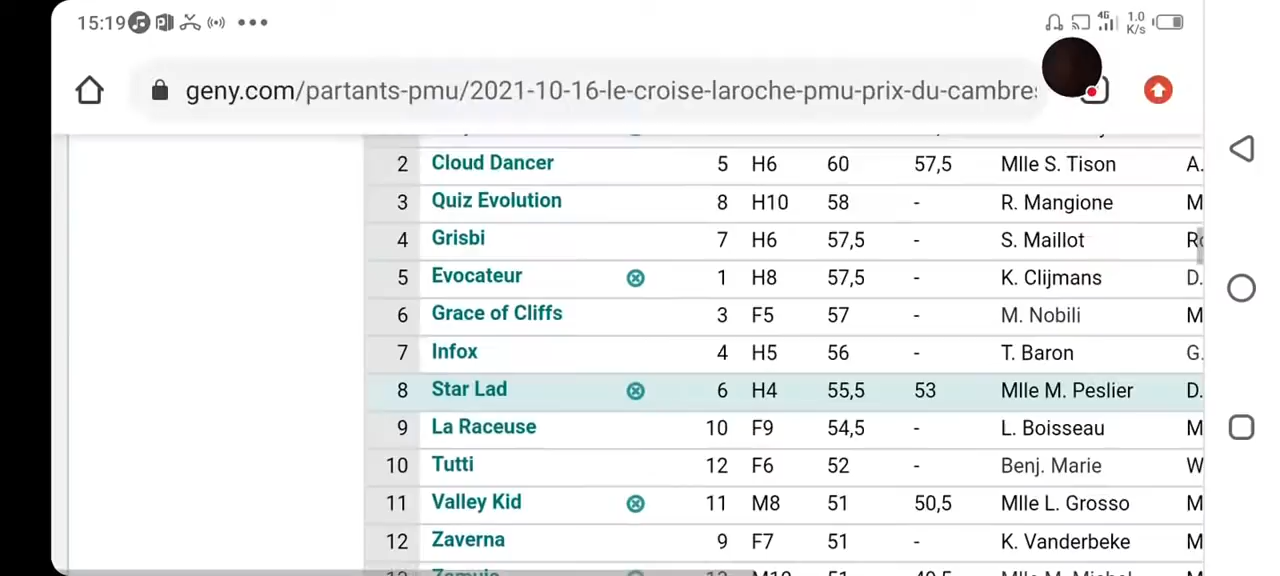 15:19 4G 1.0 K/s
geny.com/partants-pmu/2021-10-16-le-croise-laroche-pmu-prix-du-cambre
2 Cloud Dancer 5 H6 60 57,5 Mlle S. Tison A.
3 Quiz Evolution 8 H10 58 - R. Mangione M
4 Grisbi 7 H6 57,5 - S. Maillot R
5 Evocateur 1 H8 57,5 - K. Clijmans D.
6 Grace of Cliffs 3 F5 57 - M. Nobili M
7 Infox 4 H5 56 - T. Baron G.
8 Star Lad 6 H4 55,5 53 Mlle M. Peslier D.
9 La Raceuse 10 F9 54,5 - L. Boisseau M
10 Tutti 12 F6 52 - Benj. Marie W
11 Valley Kid 11 M8 51 50,5 Mlle L. Grosso M
12 Zaverna 9 F7 51 - K. Vanderbeke M